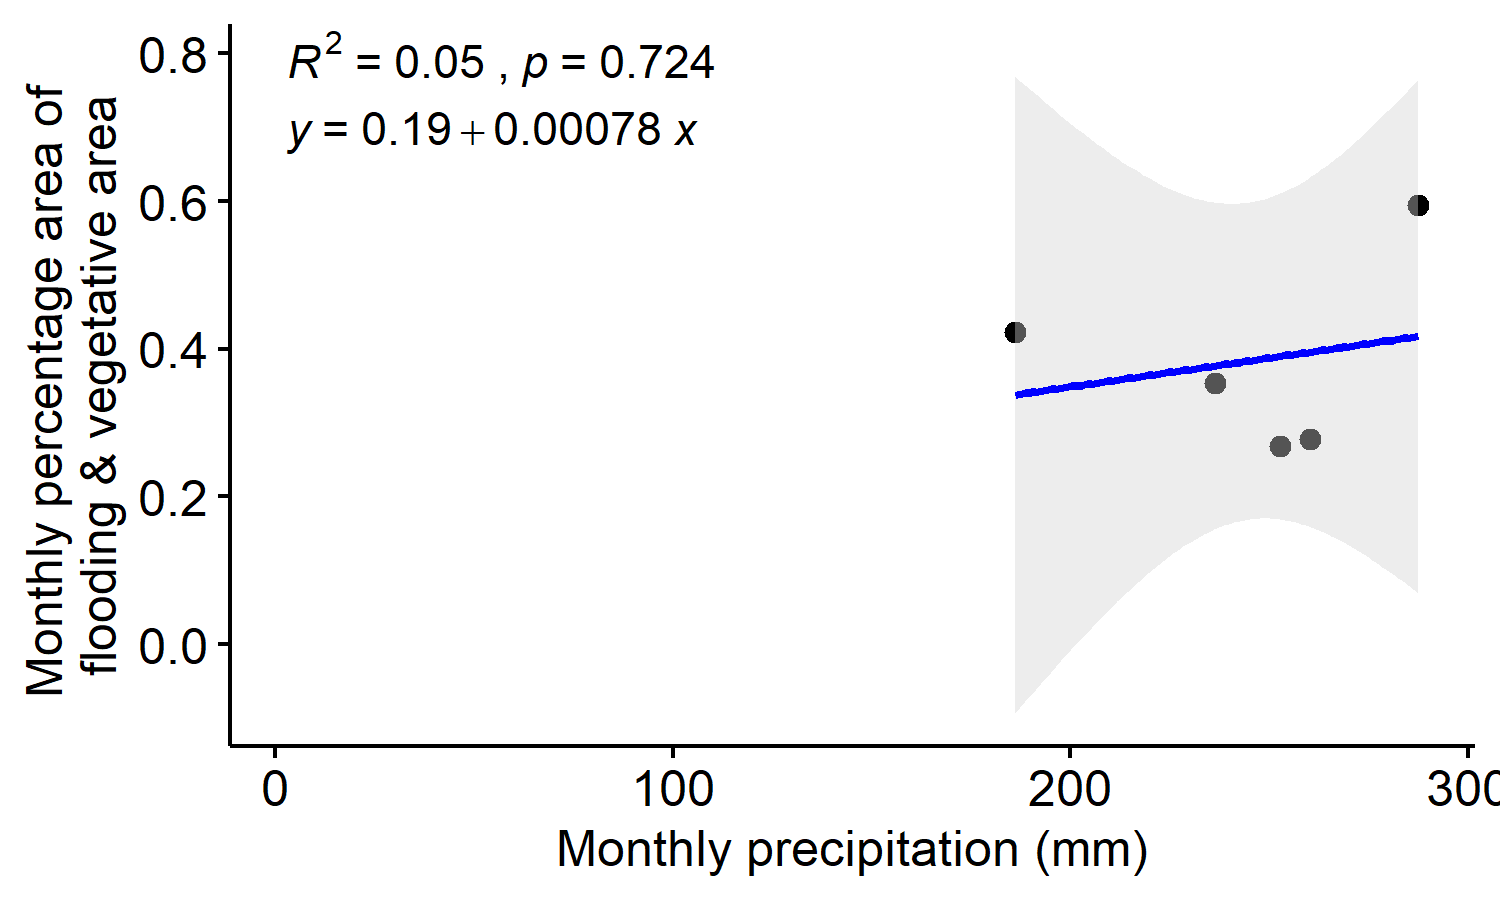 R² = 0.05 , p = 0.724
y = 0.19 + 0.00078 x
Monthly percentage area of
flooding & vegetative area
0.8
0.6
0.4
0.2
0.0
0 100 200 300
Monthly precipitation (mm)